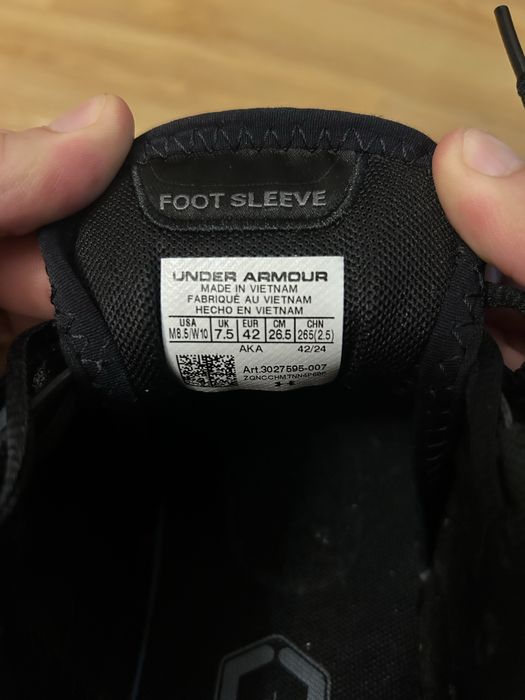 FOOT SLEEVE
UNDER ARMOUR
MADE IN VIETNAM
FABRIQUÉ AU VIETNAM
HECHO EN VIETNAM
USA UK EUR CM CHN
M8.5/W10 7.5 42 26.5 265(2.5)
AKA 42/24
Art.3027595-007